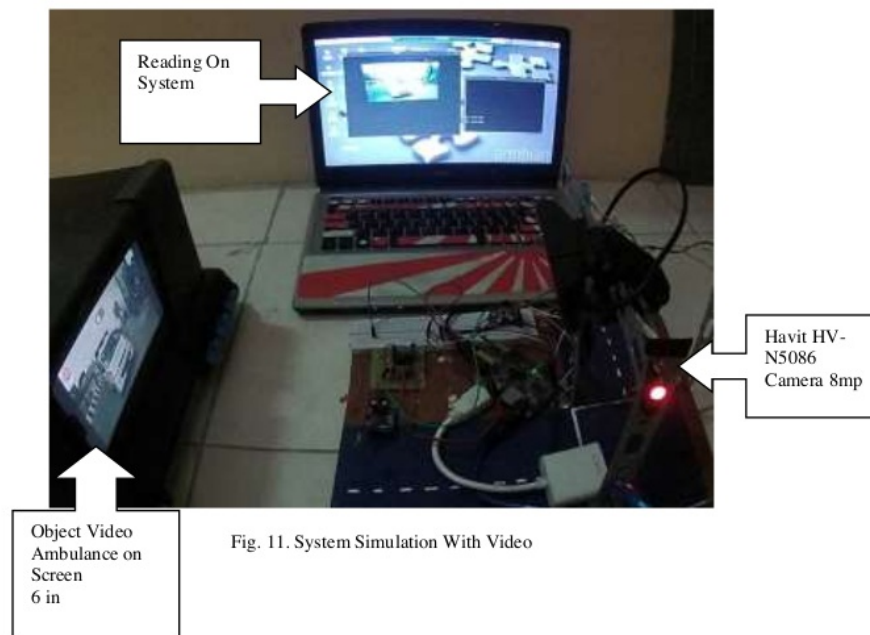 Reading On
System
Havit HV-
N5086
Camera 8mp
Object Video
Ambulance on
Screen
6 in
Fig. 11. System Simulation With Video